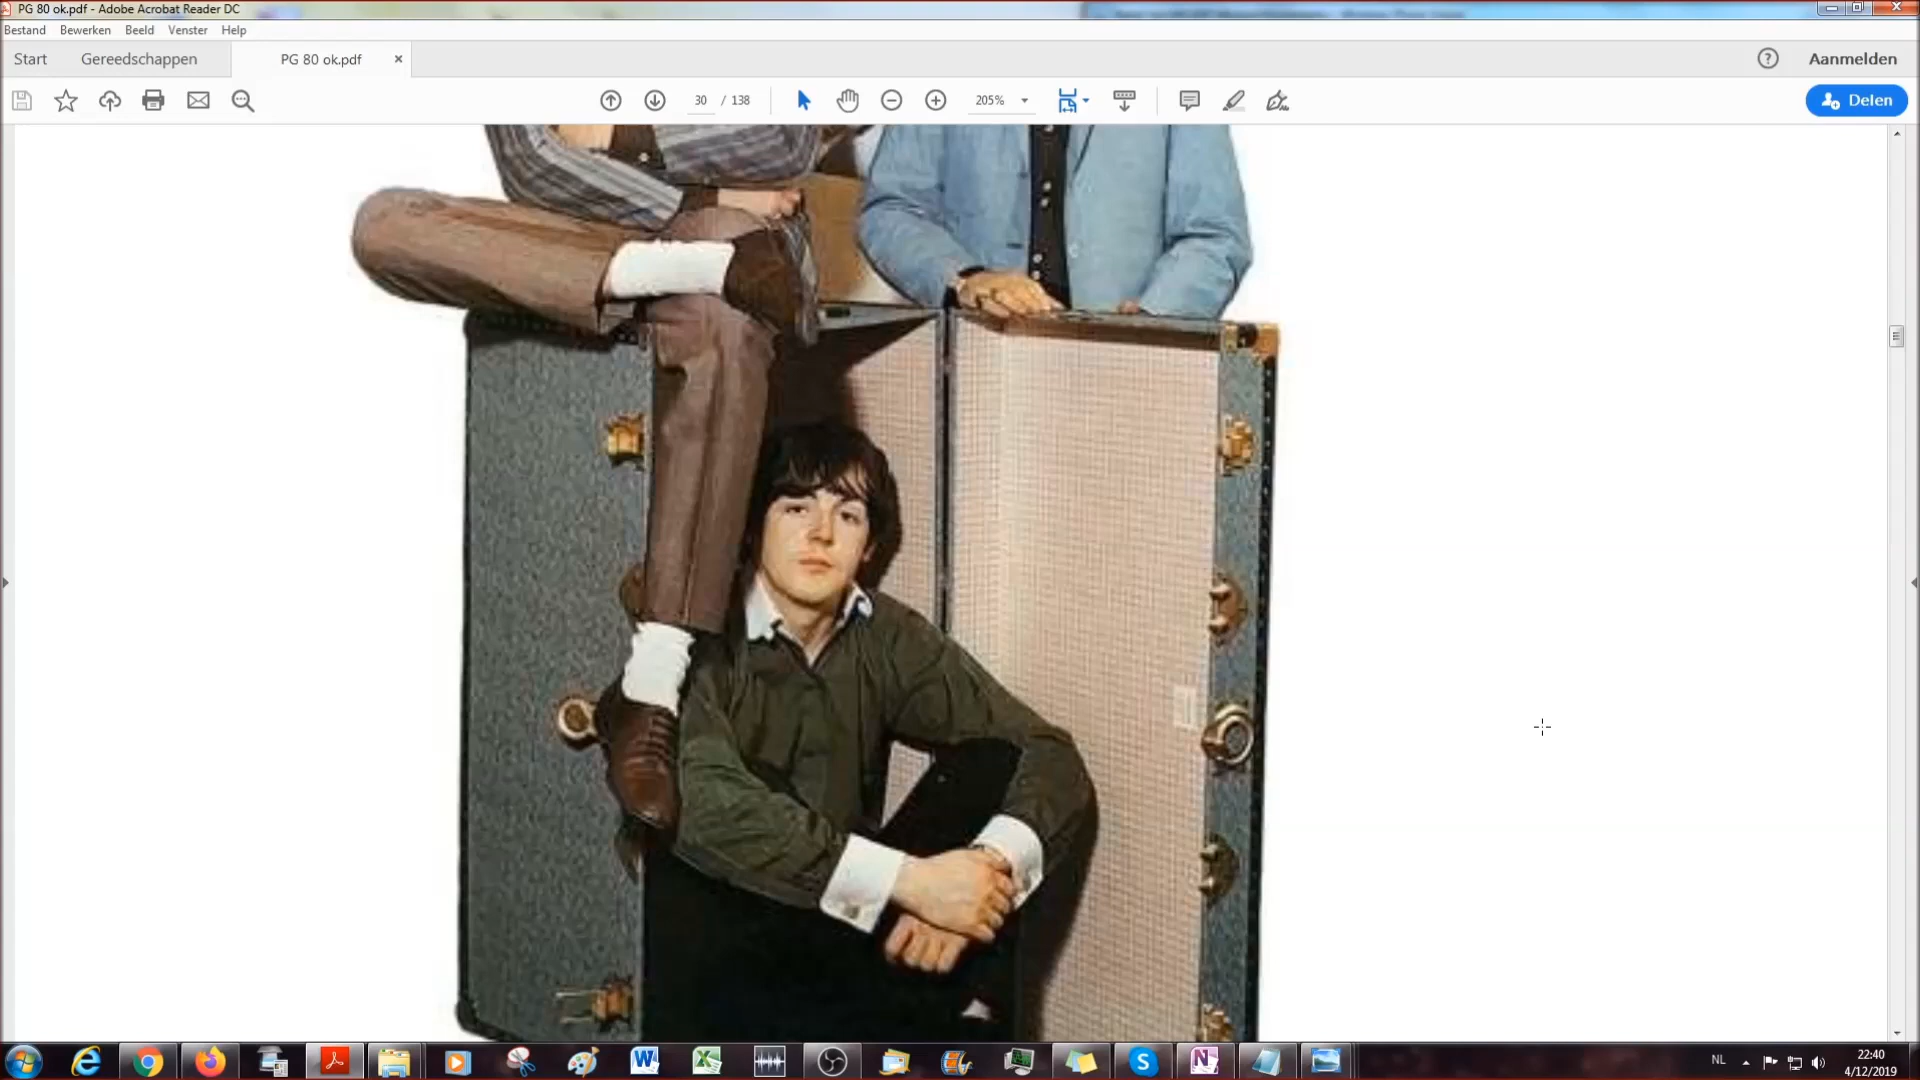 PG 80 ok.pdf - Adobe Acrobat Reader DC
Bestand Bewerken Beeld Venster Help
Start Gereedschappen PG 80 ok.pdf × ? Aanmelden
30 / 138 205% Delen
NL 22:40
4/12/2019